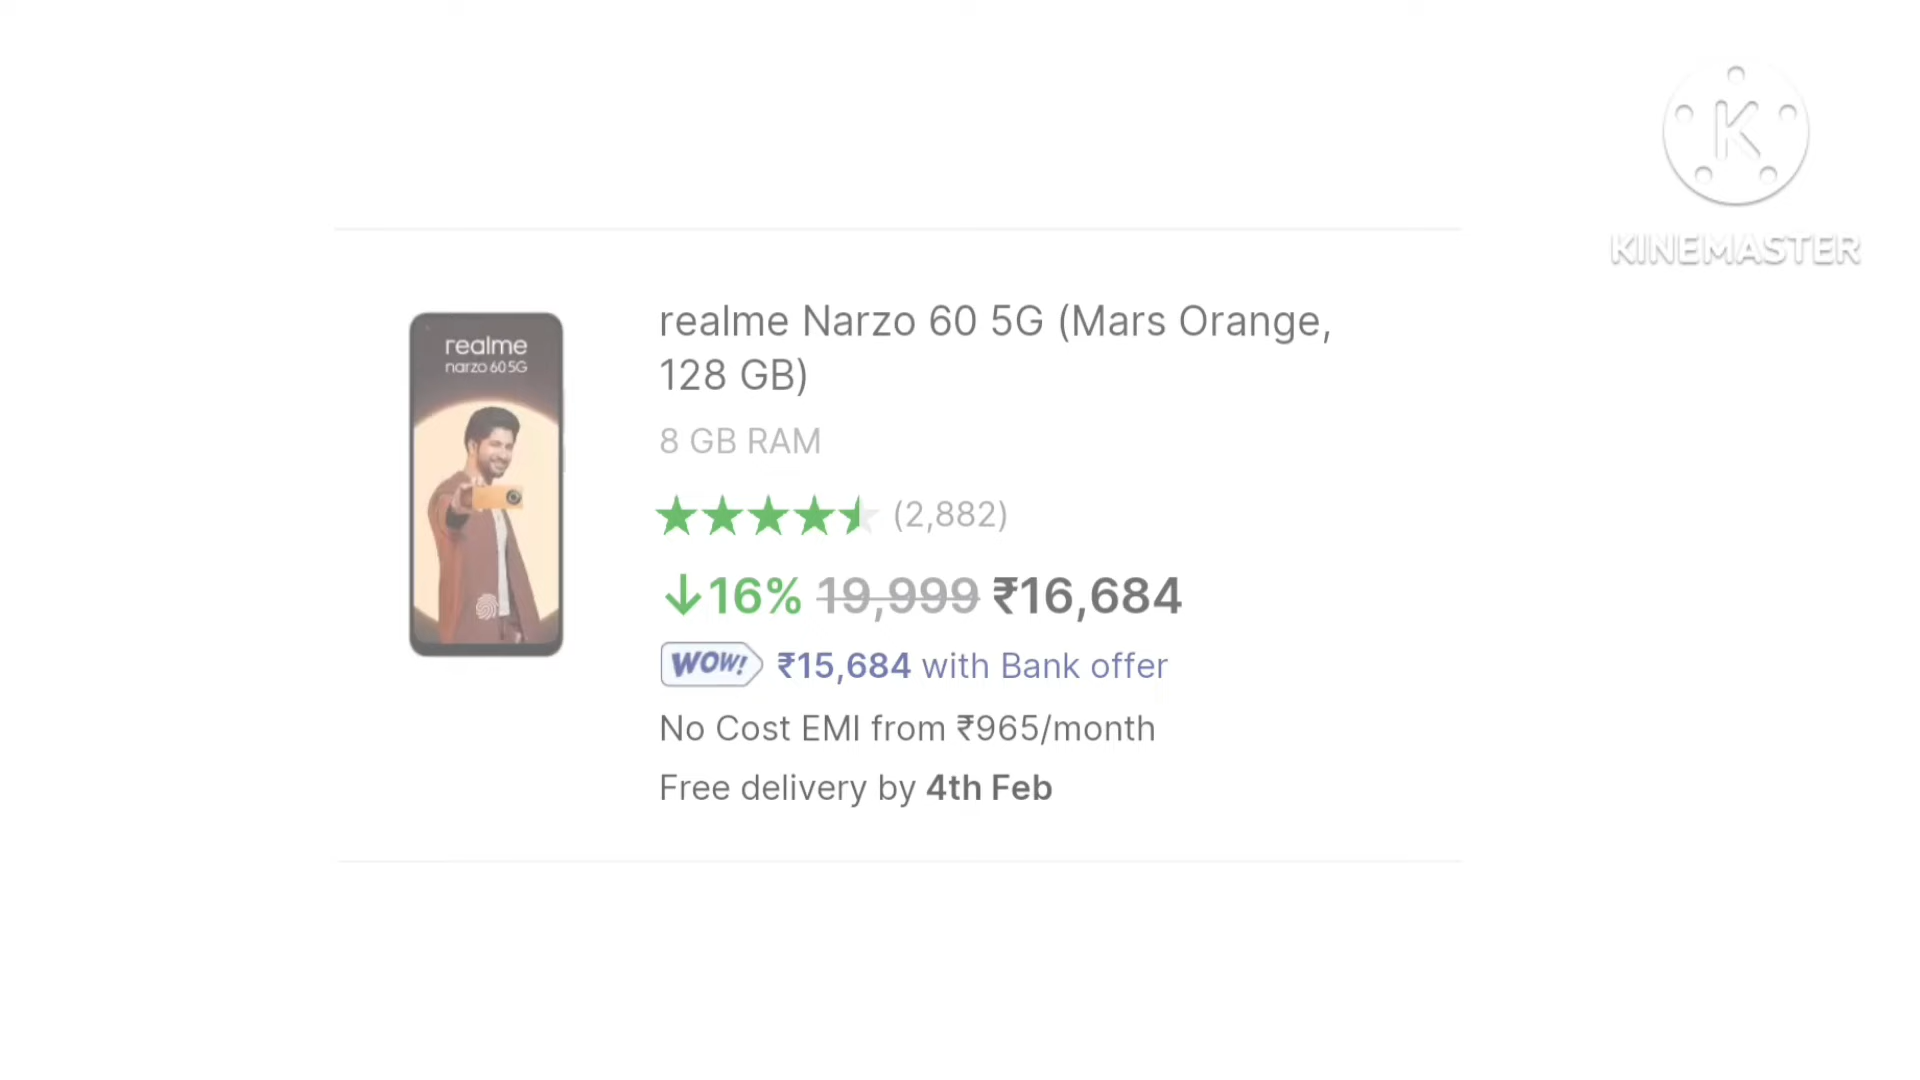 K
KINEMASTER
realme
narzo 60 5G
realme Narzo 60 5G (Mars Orange,
128 GB)
8 GB RAM
(2,882)
↓16% 19,999 ₹16,684
WOW! ₹15,684 with Bank offer
No Cost EMI from ₹965/month
Free delivery by 4th Feb